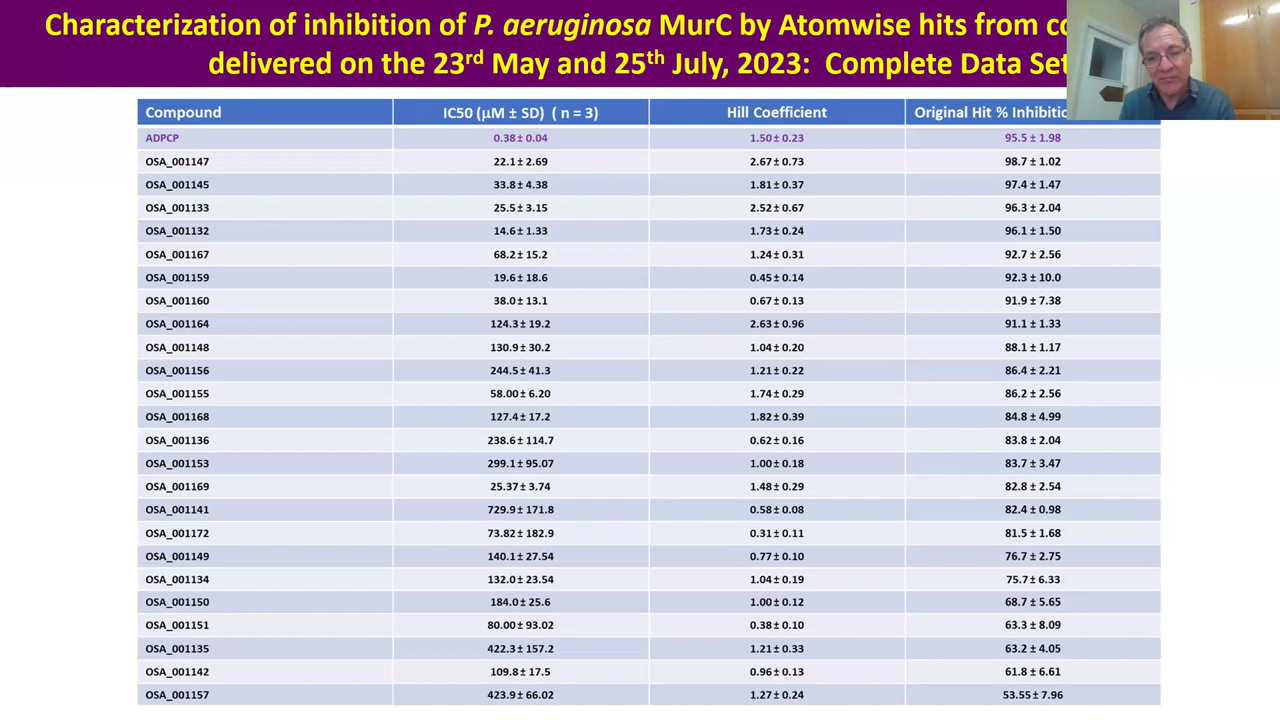 Characterization of inhibition of P. aeruginosa MurC by Atomwise hits from
delivered on the 23rd May and 25th July, 2023: Complete Data Set
Compound IC50 (μM ± SD) ( n = 3) Hill Coefficient Original Hit %
ADPCP 0.38 ± 0.04 1.50 ± 0.23 95.5 ± 1.98
OSA_001147 22.1 ± 2.69 2.67 ± 0.73 98.7 ± 1.02
OSA_001145 33.8 ± 4.38 1.81 ± 0.37 97.4 ± 1.47
OSA_001133 25.5 ± 3.15 2.52 ± 0.67 96.3 ± 2.04
OSA_001132 14.6 ± 1.33 1.73 ± 0.24 96.1 ± 1.50
OSA_001167 68.2 ± 15.2 1.24 ± 0.31 92.7 ± 2.56
OSA_001159 19.6 ± 18.6 0.45 ± 0.14 92.3 ± 10.0
OSA_001160 38.0 ± 13.1 0.67 ± 0.13 91.9 ± 7.38
OSA_001164 124.3 ± 19.2 2.63 ± 0.96 91.1 ± 1.33
OSA_001148 130.9 ± 30.2 1.04 ± 0.20 88.1 ± 1.17
OSA_001156 244.5 ± 41.3 1.21 ± 0.22 86.4 ± 2.21
OSA_001155 58.00 ± 6.20 1.74 ± 0.29 86.2 ± 2.56
OSA_001168 127.4 ± 17.2 1.82 ± 0.39 84.8 ± 4.99
OSA_001136 238.6 ± 114.7 0.62 ± 0.16 83.8 ± 2.04
OSA_001153 299.1 ± 95.07 1.00 ± 0.18 83.7 ± 3.47
OSA_001169 25.37 ± 3.74 1.48 ± 0.29 82.8 ± 2.54
OSA_001141 729.9 ± 171.8 0.58 ± 0.08 82.4 ± 0.98
OSA_001172 73.82 ± 182.9 0.31 ± 0.11 81.5 ± 1.68
OSA_001149 140.1 ± 27.54 0.77 ± 0.10 76.7 ± 2.75
OSA_001134 132.0 ± 23.54 1.04 ± 0.19 75.7 ± 6.33
OSA_001150 184.0 ± 25.6 1.00 ± 0.12 68.7 ± 5.65
OSA_001151 80.00 ± 93.02 0.38 ± 0.10 63.3 ± 8.09
OSA_001135 422.3 ± 157.2 1.21 ± 0.33 63.2 ± 4.05
OSA_001142 109.8 ± 17.5 0.96 ± 0.13 61.8 ± 6.61
OSA_001157 423.9 ± 66.02 1.27 ± 0.24 53.55 ± 7.96